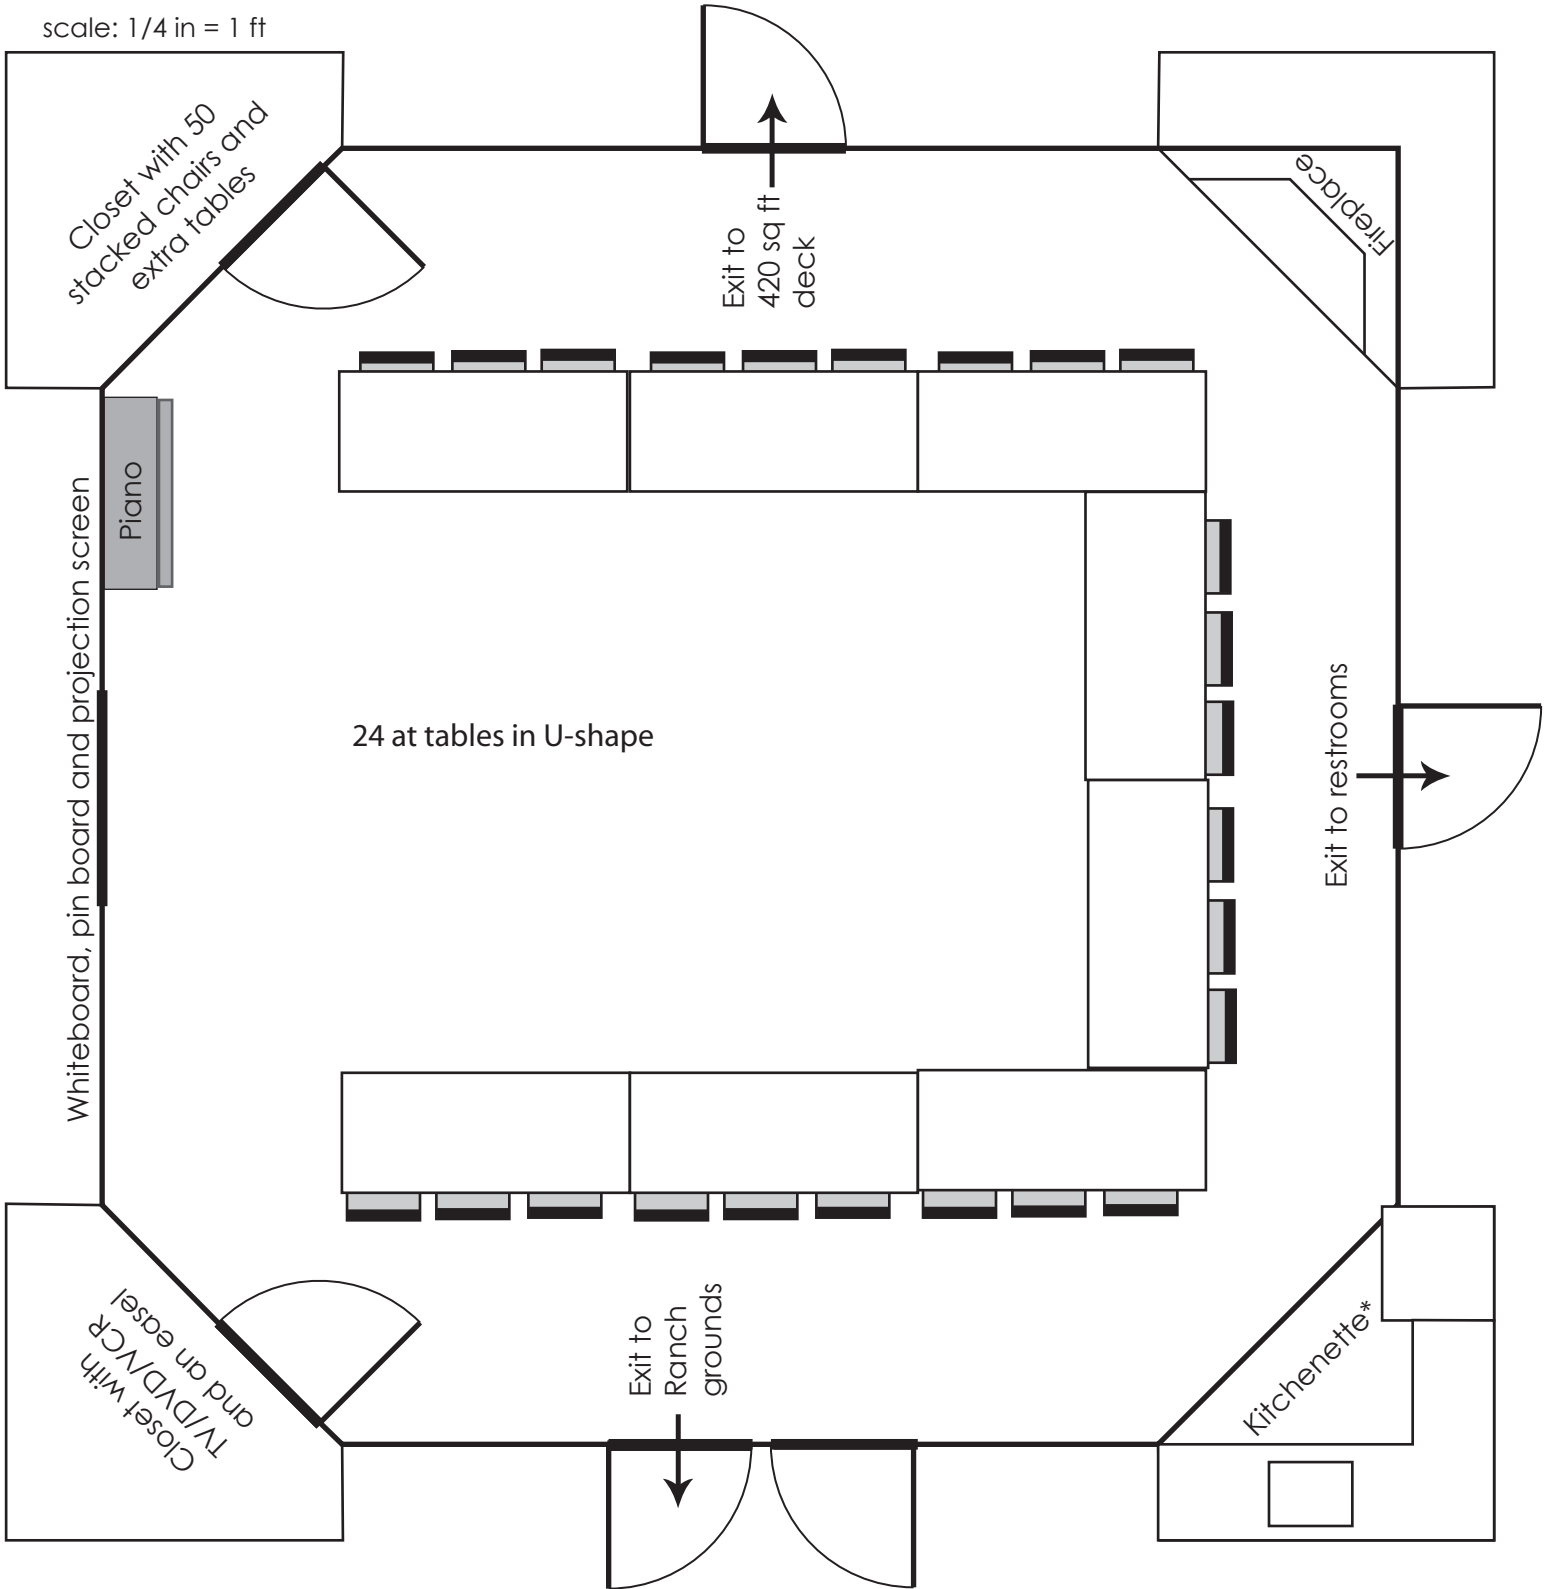 scale: 1/4 in = 1 ft
Closet with 50
stacked chairs and
extra tables
Exit to
420 sq ft
deck
Fireplace
Piano
Whiteboard, pin board and projection screen
24 at tables in U-shape
Exit to restrooms
Closet with
TV/DVD/VCR
and an easel
Exit to
Ranch
grounds
Kitchenette*